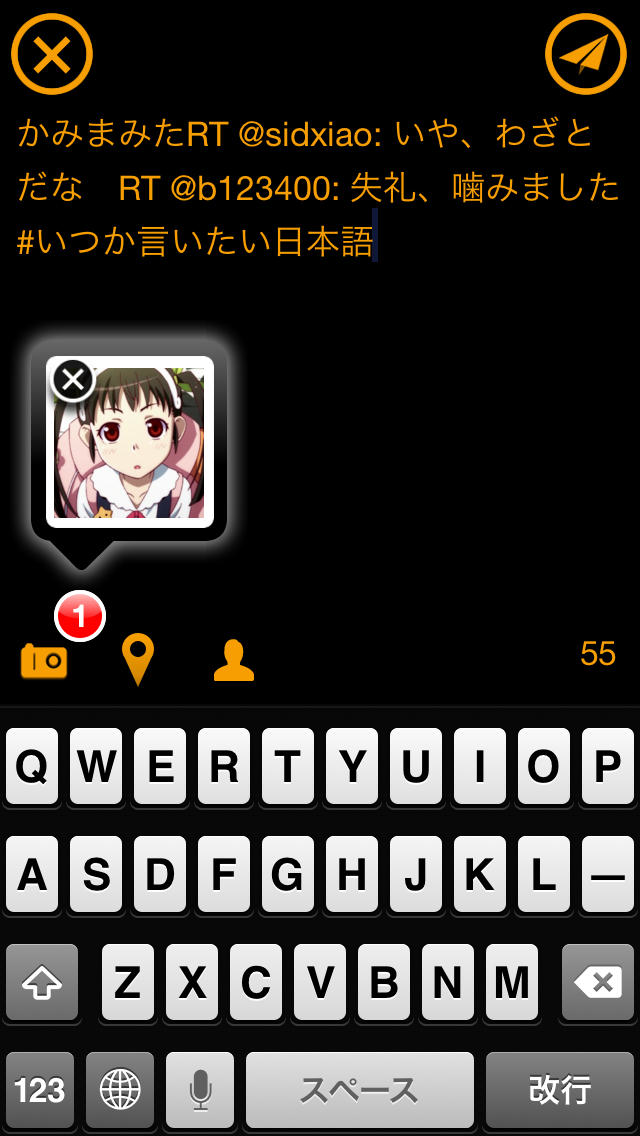 かみまみたRT @sidxiao: いや、わざと
だな　RT @b123400: 失礼、噛みました
#いつか言いたい日本語
1
55
Q W E R T Y U I O P
A S D F G H J K L ー
Z X C V B N M
123 スペース 改行